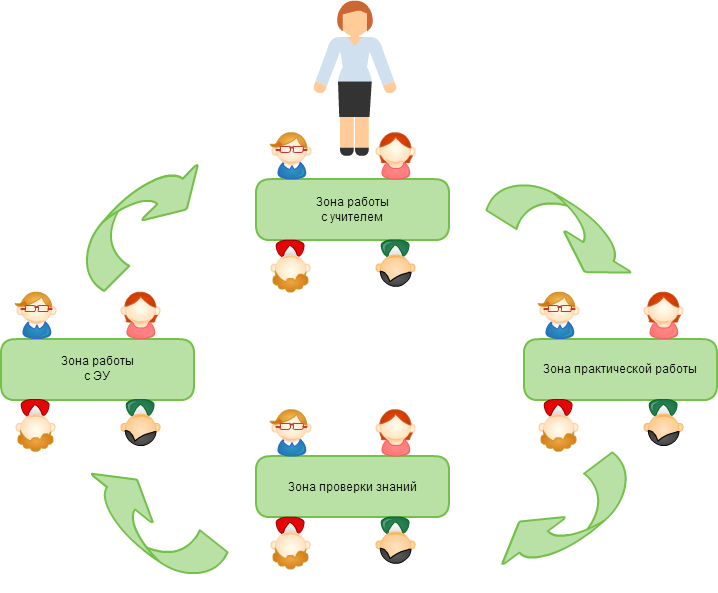 Зона работы
с учителем
Зона работы
с ЭУ
Зона практической работы
Зона проверки знаний